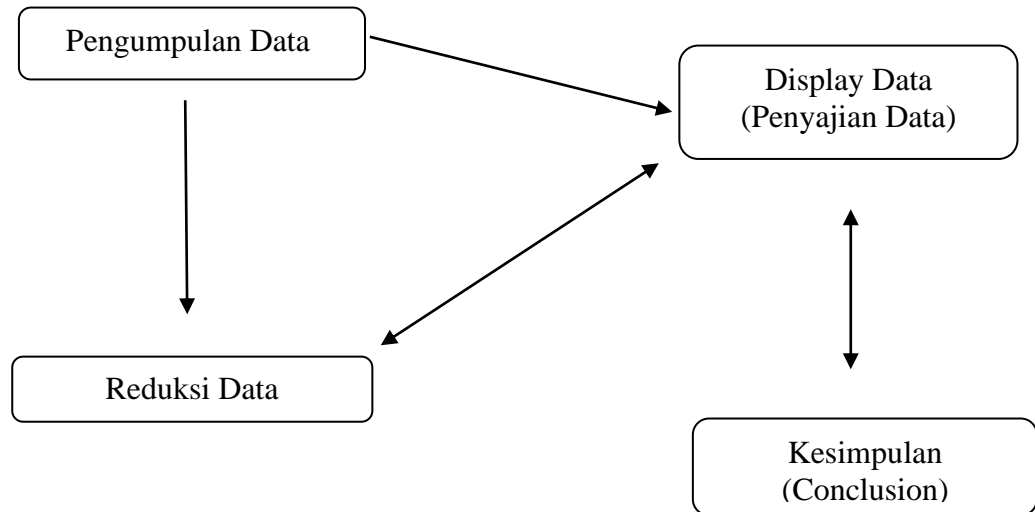 Pengumpulan Data
Display Data
(Penyajian Data)
Reduksi Data
Kesimpulan
(Conclusion)